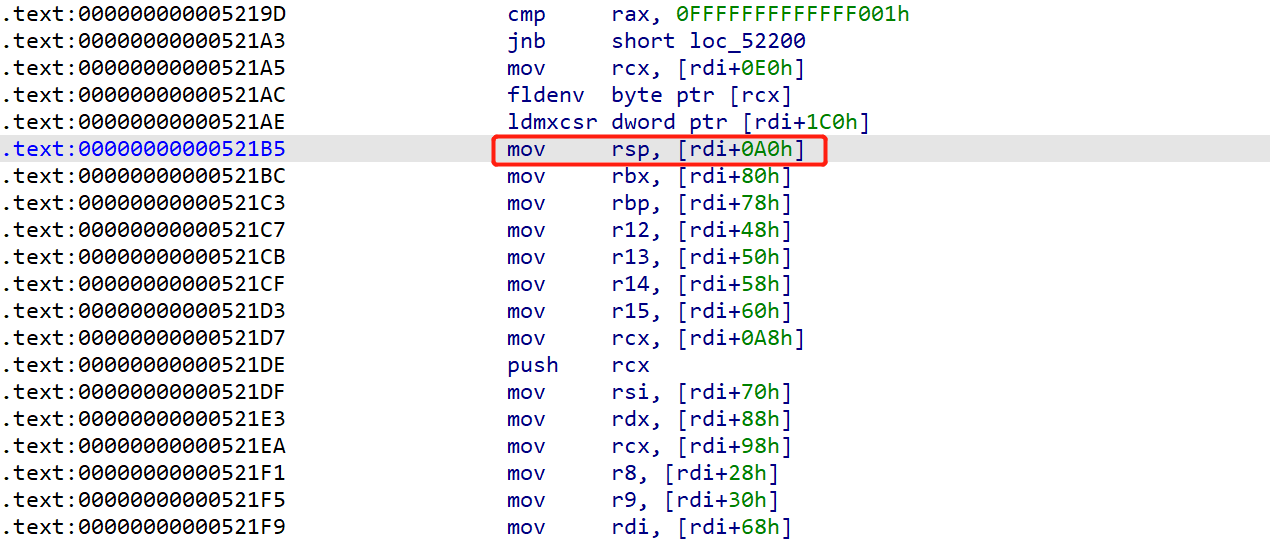 .text:000000000005219D cmp rax, 0FFFFFFFFFFFFF001h
.text:00000000000521A3 jnb short loc_52200
.text:00000000000521A5 mov rcx, [rdi+0E0h]
.text:00000000000521AC fldenv byte ptr [rcx]
.text:00000000000521AE ldmxcsr dword ptr [rdi+1C0h]
.text:00000000000521B5 mov rsp, [rdi+0A0h]
.text:00000000000521BC mov rbx, [rdi+80h]
.text:00000000000521C3 mov rbp, [rdi+78h]
.text:00000000000521C7 mov r12, [rdi+48h]
.text:00000000000521CB mov r13, [rdi+50h]
.text:00000000000521CF mov r14, [rdi+58h]
.text:00000000000521D3 mov r15, [rdi+60h]
.text:00000000000521D7 mov rcx, [rdi+0A8h]
.text:00000000000521DE push rcx
.text:00000000000521DF mov rsi, [rdi+70h]
.text:00000000000521E3 mov rdx, [rdi+88h]
.text:00000000000521EA mov rcx, [rdi+98h]
.text:00000000000521F1 mov r8, [rdi+28h]
.text:00000000000521F5 mov r9, [rdi+30h]
.text:00000000000521F9 mov rdi, [rdi+68h]